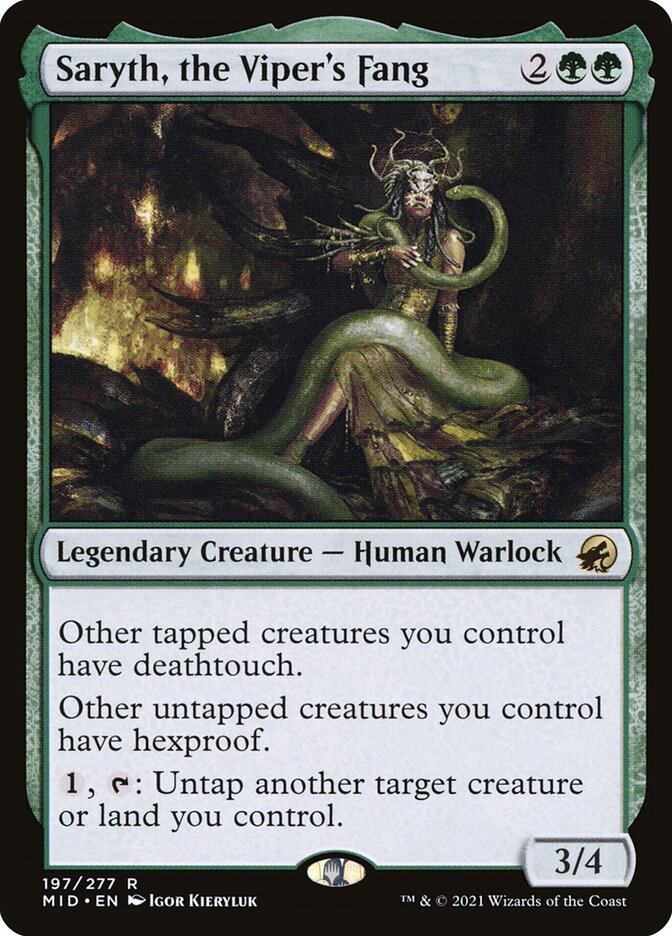 Saryth, the Viper's Fang 2
Legendary Creature — Human Warlock
Other tapped creatures you control
have deathtouch.
Other untapped creatures you control
have hexproof.
1, : Untap another target creature
or land you control.
3/4
197/277 R
MID • EN Igor Kieryluk
™ & © 2021 Wizards of the Coast